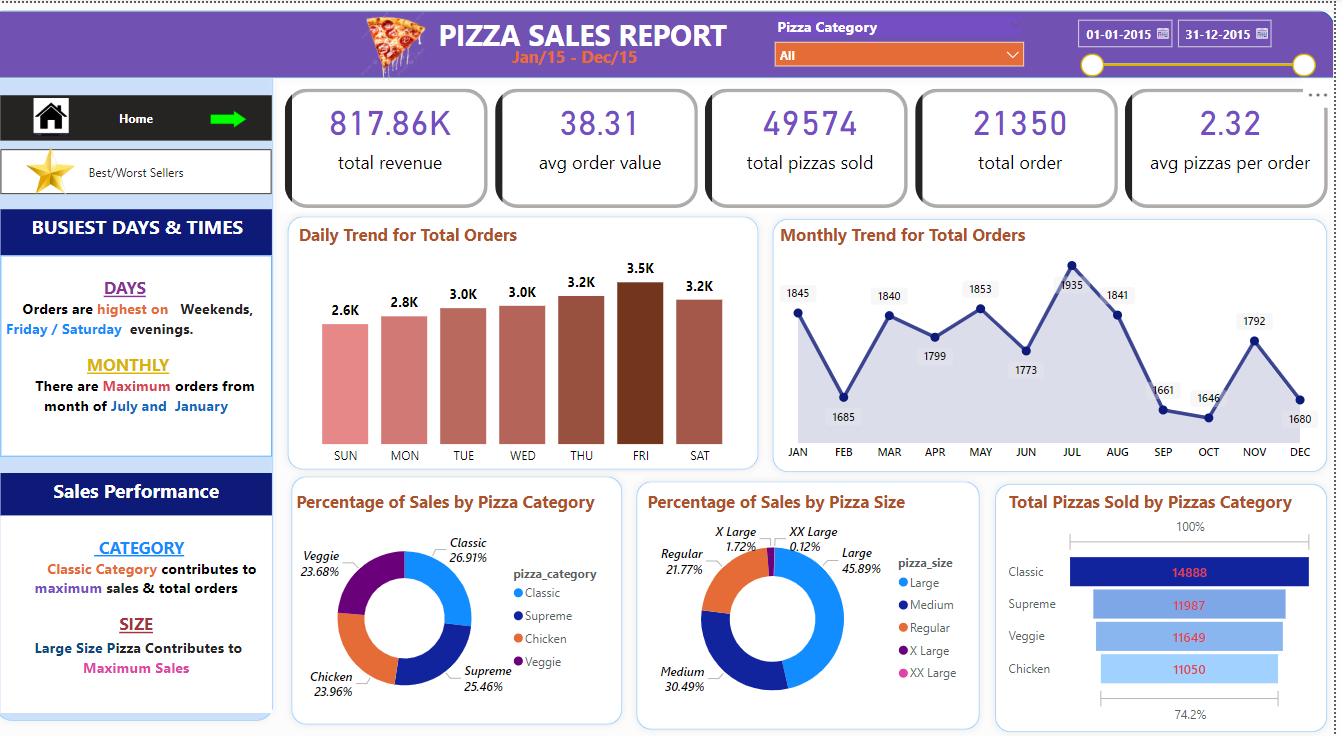 PIZZA SALES REPORT
Jan/15 - Dec/15
Pizza Category
All
01-01-2015
31-12-2015
Home
Best/Worst Sellers
BUSIEST DAYS & TIMES
DAYS
Orders are highest on Weekends,
Friday / Saturday evenings.
MONTHLY
There are Maximum orders from
month of July and January
Sales Performance
CATEGORY
Classic Category contributes to
maximum sales & total orders
SIZE
Large Size Pizza Contributes to
Maximum Sales
817.86K
total revenue
38.31
avg order value
49574
total pizzas sold
21350
total order
2.32
avg pizzas per order
Daily Trend for Total Orders
2.6K
2.8K
3.0K
3.0K
3.2K
3.5K
3.2K
SUN
MON
TUE
WED
THU
FRI
SAT
Monthly Trend for Total Orders
1845
1685
1840
1799
1853
1773
1935
1841
1661
1646
1792
1680
JAN
FEB
MAR
APR
MAY
JUN
JUL
AUG
SEP
OCT
NOV
DEC
Percentage of Sales by Pizza Category
Classic
26.91%
Supreme
25.46%
Chicken
23.96%
Veggie
23.68%
pizza_category
Classic
Supreme
Chicken
Veggie
Percentage of Sales by Pizza Size
X Large
1.72%
XX Large
0.12%
Large
45.89%
Medium
30.49%
Regular
21.77%
pizza_size
Large
Medium
Regular
X Large
XX Large
Total Pizzas Sold by Pizzas Category
100%
Classic
14888
Supreme
11987
Veggie
11649
Chicken
11050
74.2%